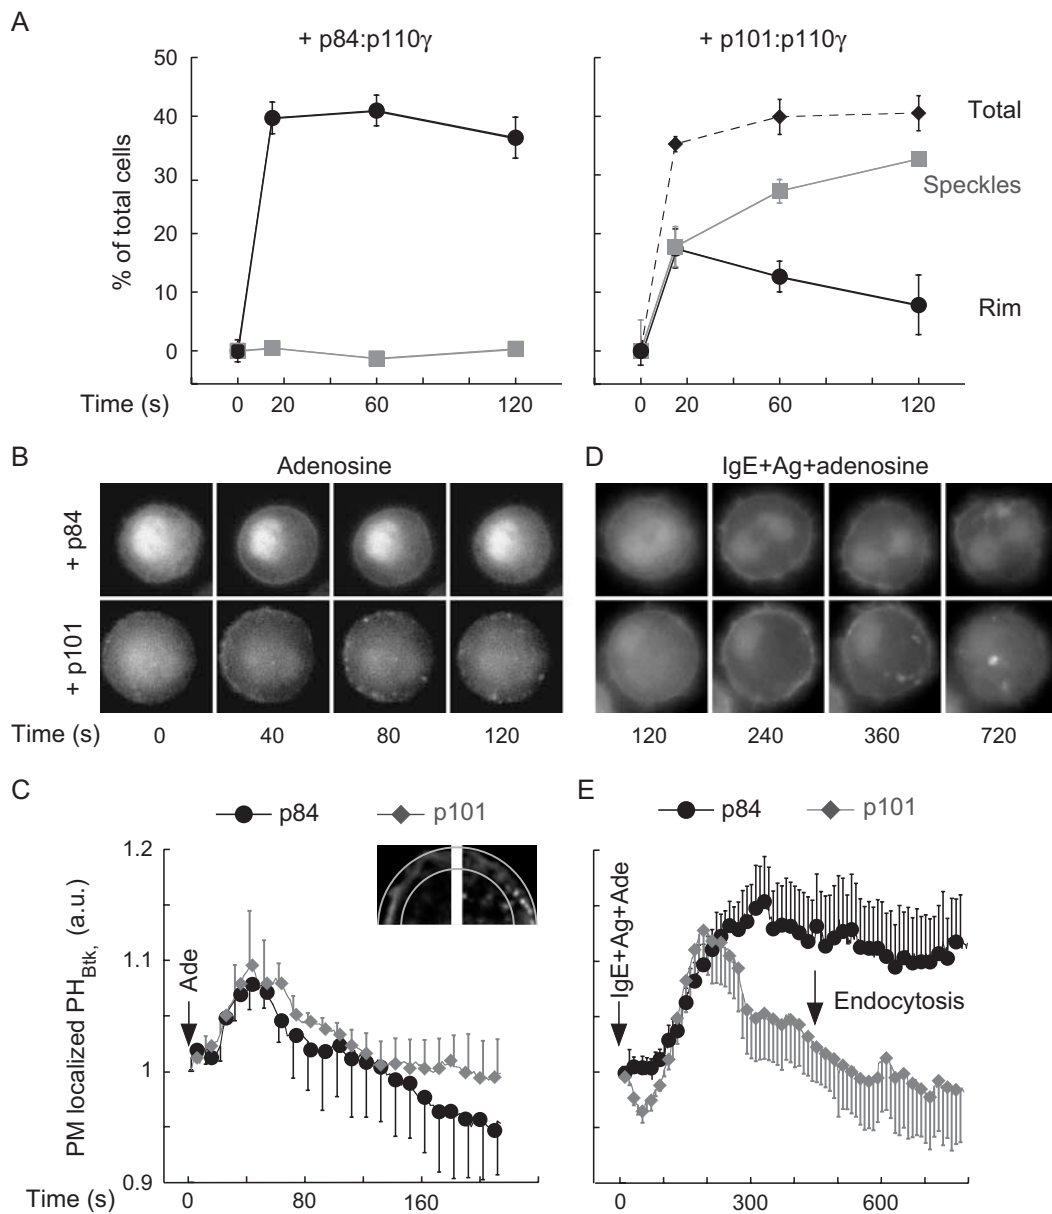 A
+ p84:p110γ
+ p101:p110γ
% of total cells
50
40
30
20
10
0
Total
Speckles
Rim
Time (s)
0 20 60 120
0 20 60 120
B
Adenosine
D
IgE+Ag+adenosine
+ p84
+ p101
Time (s)
0 40 80 120
120 240 360 720
C
p84 p101
E
p84 p101
PM localized PH_Btk, (a.u.)
1.2
1.1
1
0.9
Ade
IgE+Ag+Ade
Endocytosis
Time (s)
0 80 160
0 300 600